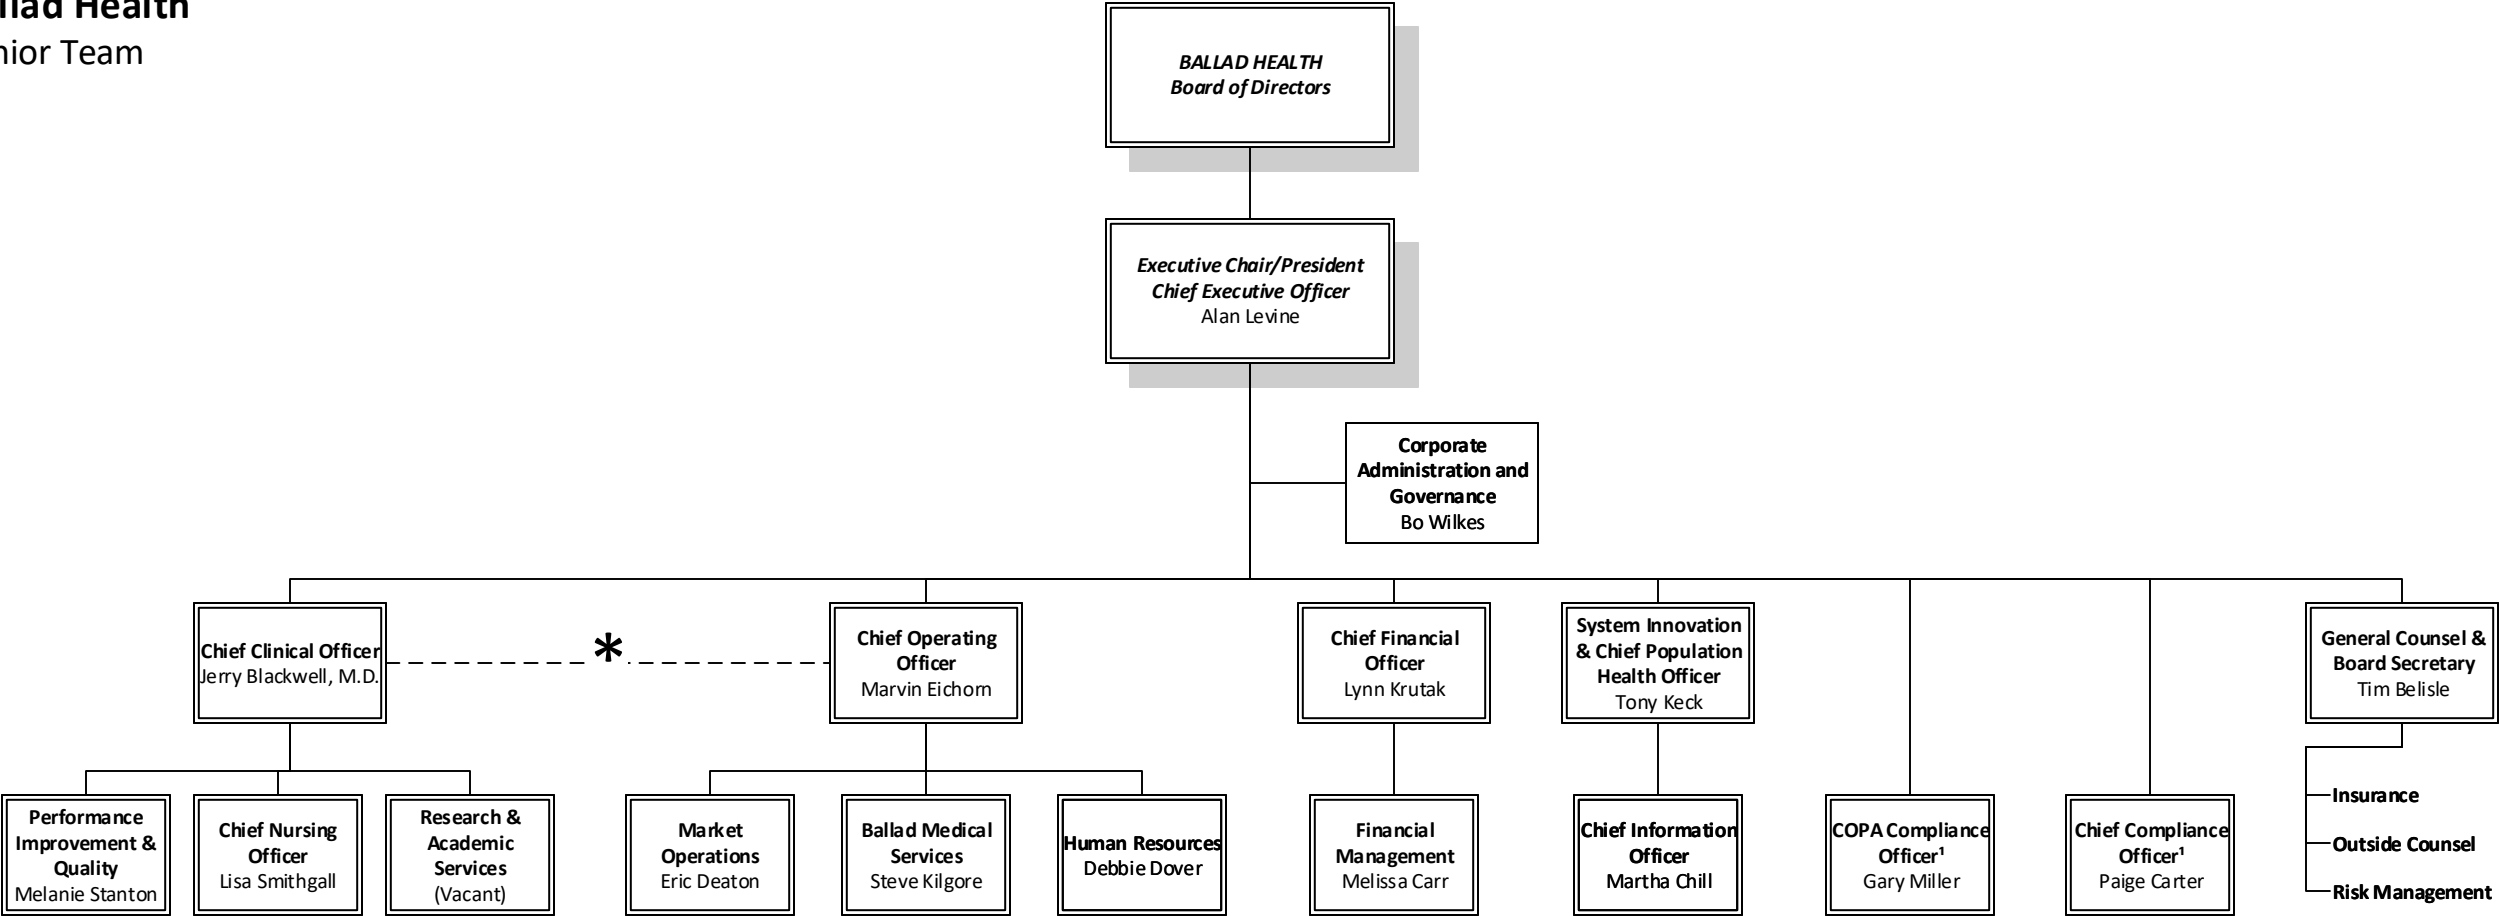 llad Health
nior Team
BALLAD HEALTH
Board of Directors
Executive Chair/President
Chief Executive Officer
Alan Levine
Corporate
Administration and
Governance
Bo Wilkes
Chief Clinical Officer
Jerry Blackwell, M.D.
*
Chief Operating
Officer
Marvin Eichorn
Chief Financial
Officer
Lynn Krutak
System Innovation
& Chief Population
Health Officer
Tony Keck
General Counsel &
Board Secretary
Tim Belisle
Performance
Improvement &
Quality
Melanie Stanton
Chief Nursing
Officer
Lisa Smithgall
Research &
Academic
Services
(Vacant)
Market
Operations
Eric Deaton
Ballad Medical
Services
Steve Kilgore
Human Resources
Debbie Dover
Financial
Management
Melissa Carr
Chief Information
Officer
Martha Chill
COPA Compliance
Officer¹
Gary Miller
Chief Compliance
Officer¹
Paige Carter
Insurance
Outside Counsel
Risk Management